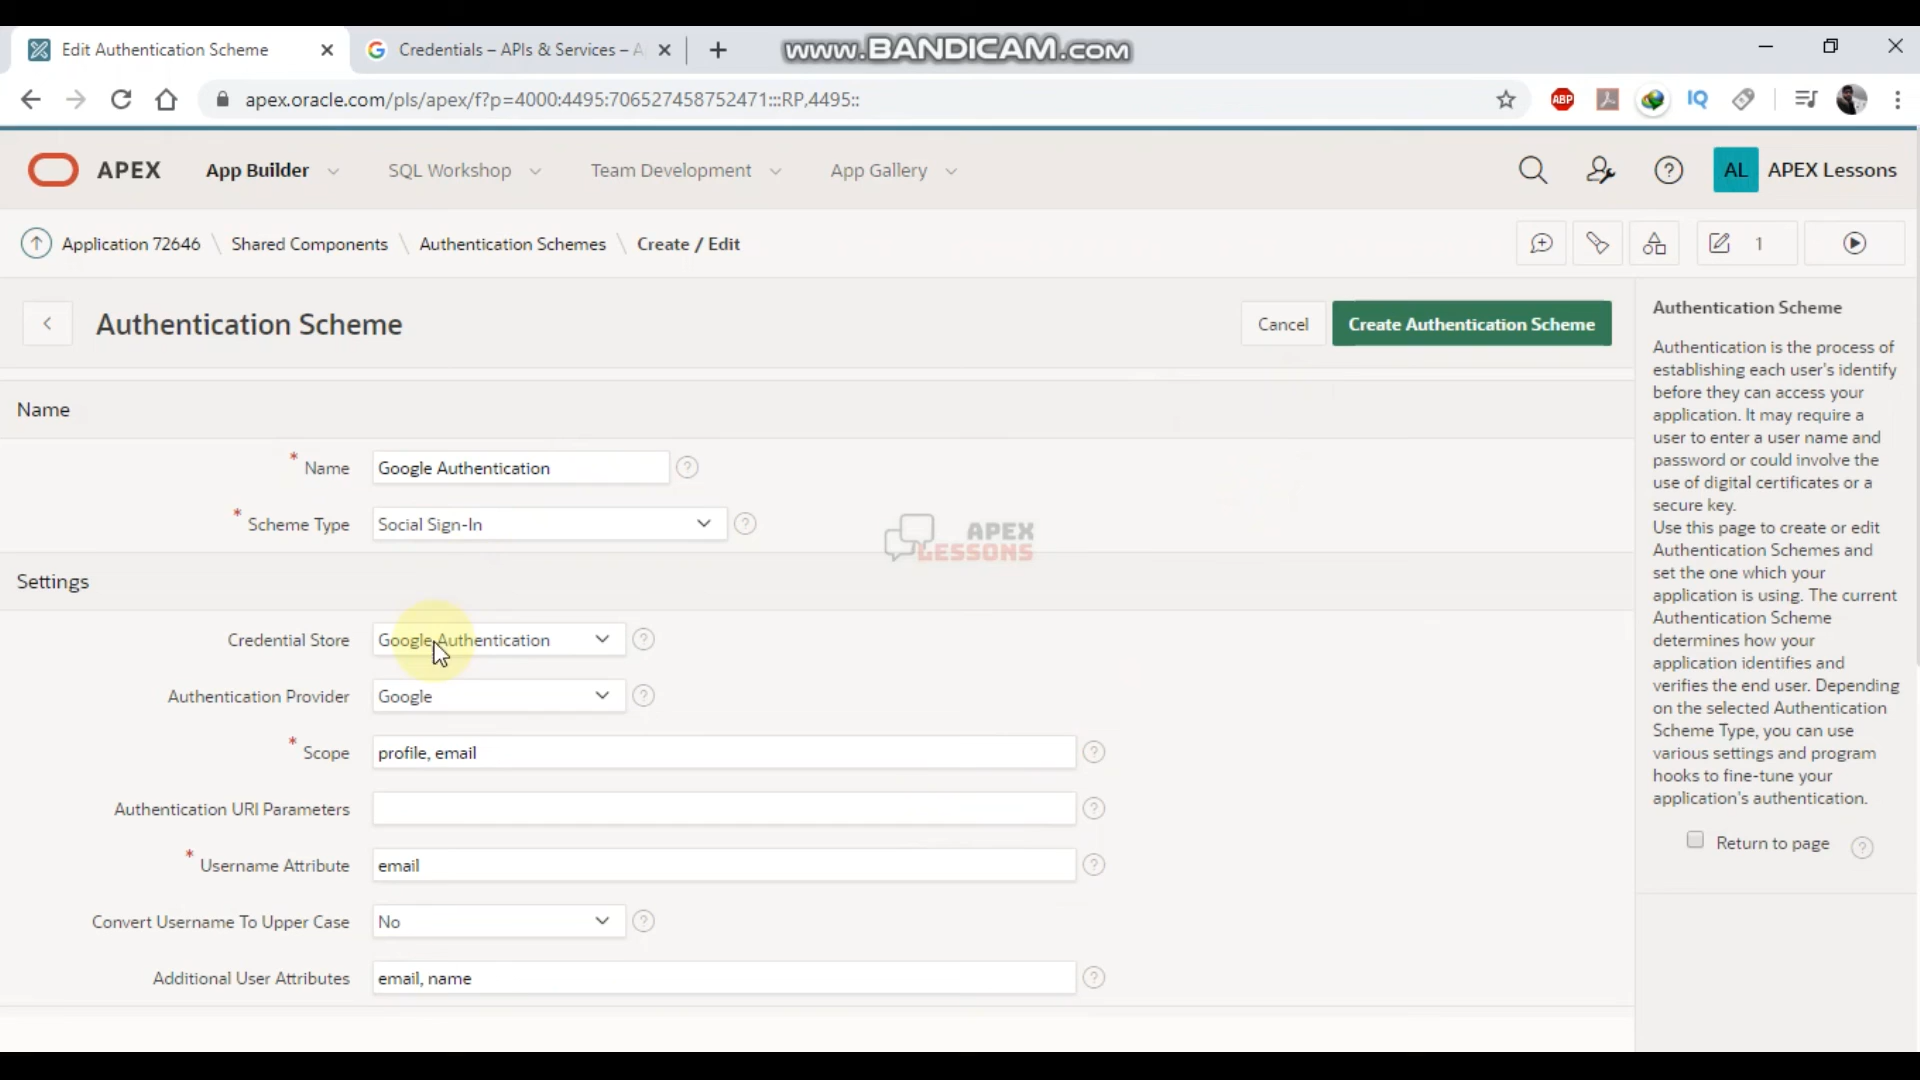 Edit Authentication Scheme
Credentials – APIs & Services – A
www.BANDICAM.com
apex.oracle.com/pls/apex/f?p=4000:4495:706527458752471:::RP,4495::
ABP
IQ
APEX
App Builder
SQL Workshop
Team Development
App Gallery
AL
APEX Lessons
Application 72646
Shared Components
Authentication Schemes
Create / Edit
1
Authentication Scheme
Cancel
Create Authentication Scheme
Name
* Name
Google Authentication
* Scheme Type
Social Sign-In
APEX
LESSONS
Settings
Credential Store
Google Authentication
Authentication Provider
Google
* Scope
profile, email
Authentication URI Parameters
* Username Attribute
email
Convert Username To Upper Case
No
Additional User Attributes
email, name
Authentication Scheme
Authentication is the process of
establishing each user's identify
before they can access your
application. It may require a
user to enter a user name and
password or could involve the
use of digital certificates or a
secure key.
Use this page to create or edit
Authentication Schemes and
set the one which your
application is using. The current
Authentication Scheme
determines how your
application identifies and
verifies the end user. Depending
on the selected Authentication
Scheme Type, you can use
various settings and program
hooks to fine-tune your
application's authentication.
Return to page